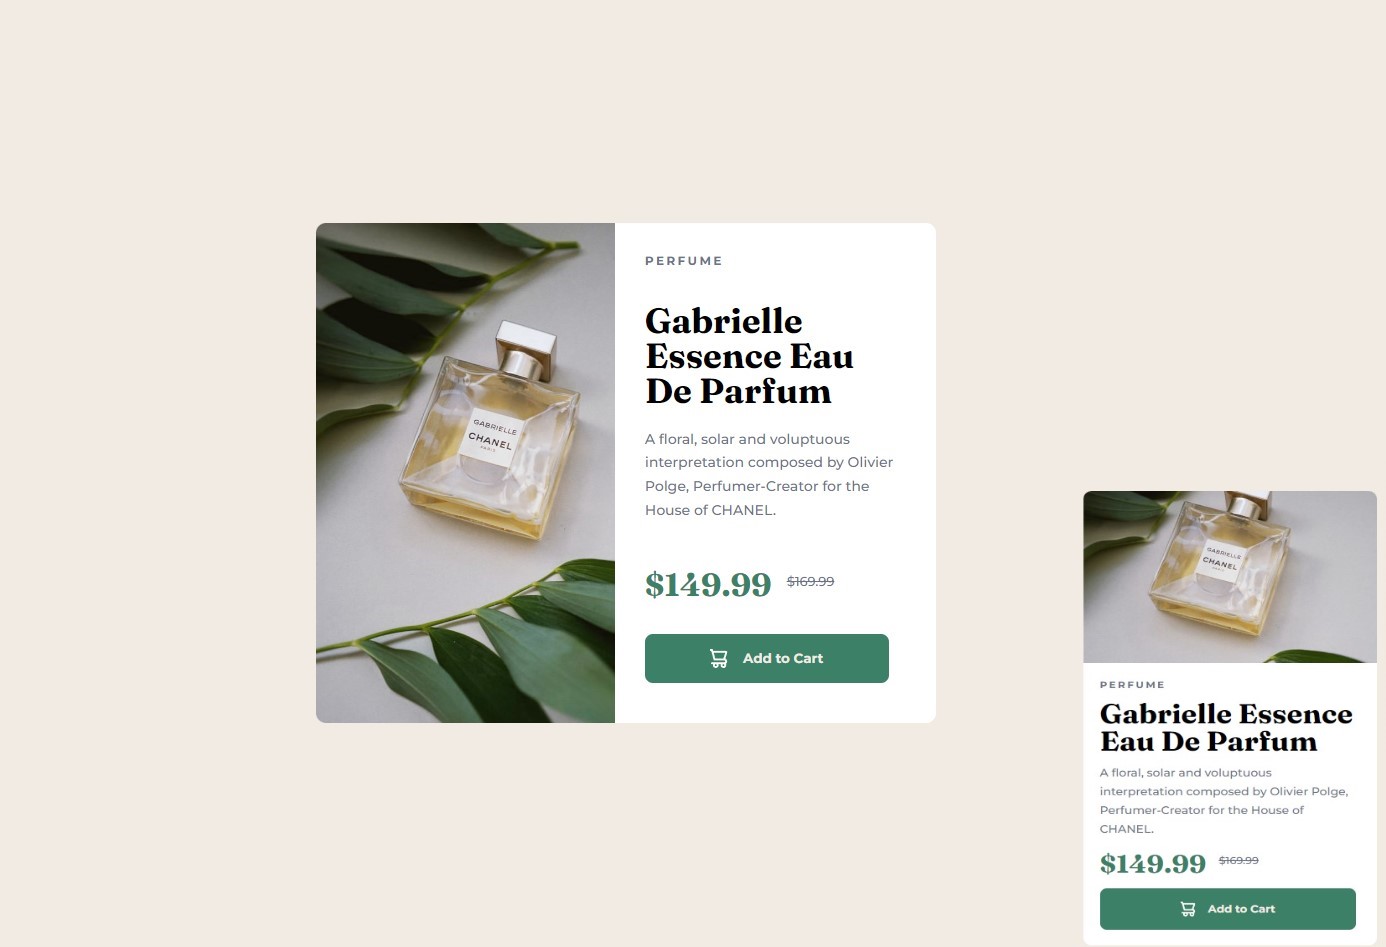 PERFUME
Gabrielle
Essence Eau
De Parfum
A floral, solar and voluptuous
interpretation composed by Olivier
Polge, Perfumer-Creator for the
House of CHANEL.
$149.99 $169.99
Add to Cart
GABRIELLE
CHANEL
PARIS
GABRIELLE
CHANEL
PERFUME
Gabrielle Essence
Eau De Parfum
A floral, solar and voluptuous
interpretation composed by Olivier Polge,
Perfumer-Creator for the House of
CHANEL.
$149.99 $169.99
Add to Cart